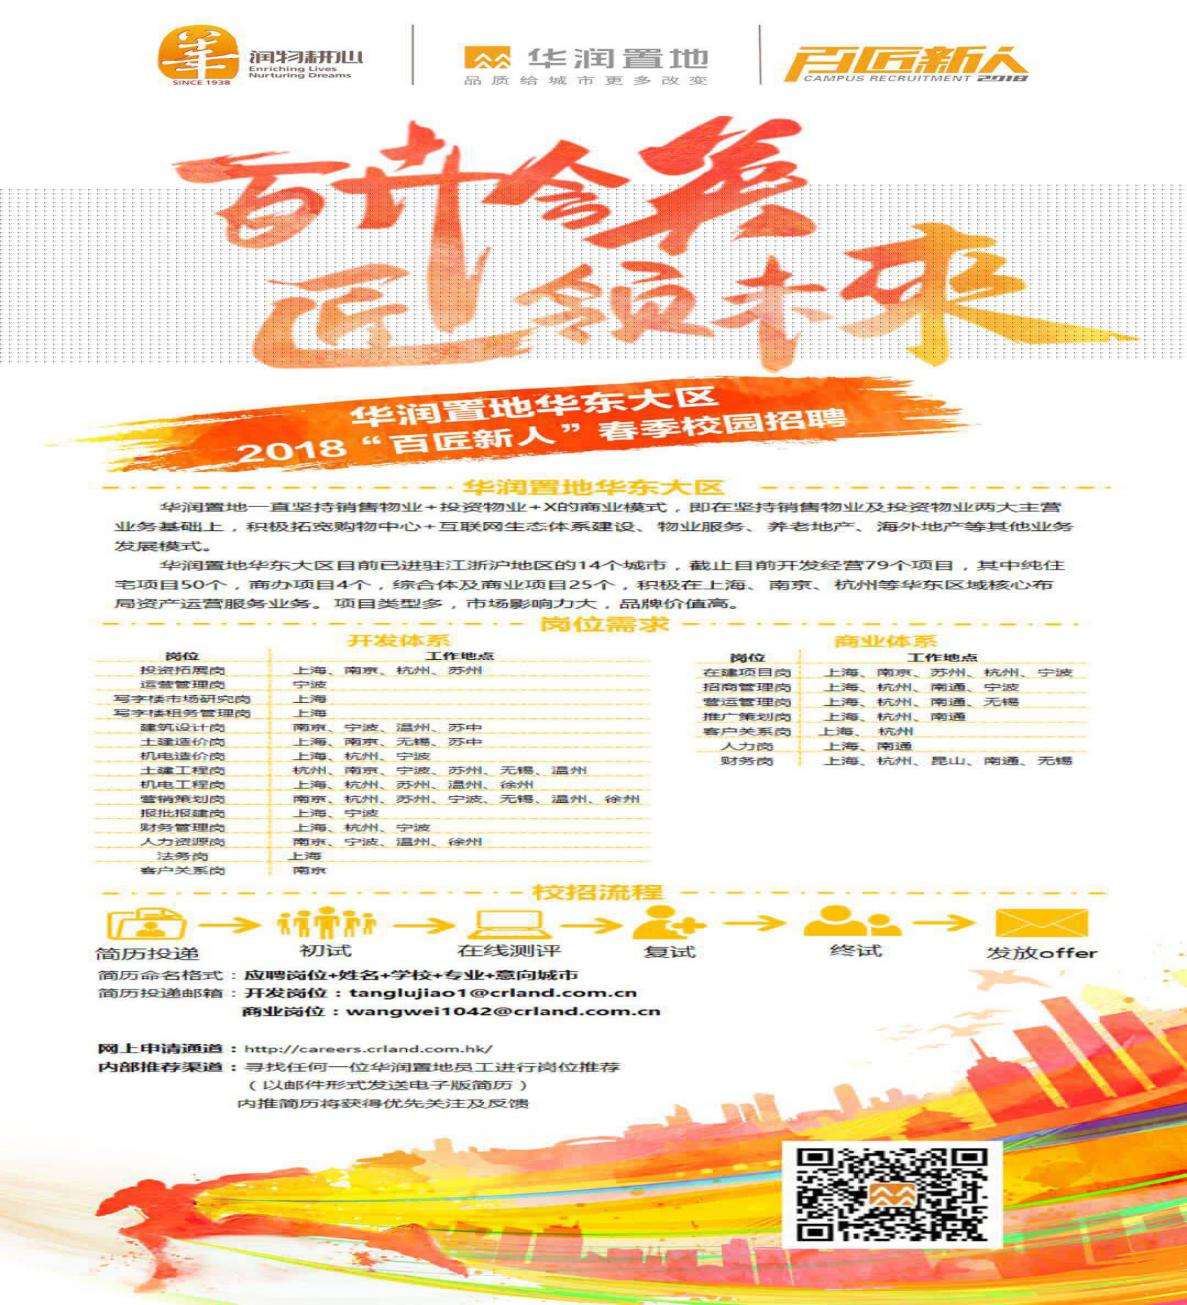 润物耕心
Enriching Lives
Nurturing Dreams
SINCE 1938
华润置地
品质给城市更多改变
百匠新人
CAMPUS RECRUITMENT 2018
百卉含英
匠领未来
华润置地华东大区
2018“百匠新人”春季校园招聘
华润置地华东大区
华润置地一直坚持销售物业+投资物业+X的商业模式，即在坚持销售物业及投资物业两大主营
业务基础上，积极拓宽购物中心+互联网生态体系建设、物业服务、养老地产、海外地产等其他业务
发展模式。
华润置地华东大区目前已进驻江浙沪地区的14个城市，截止目前开发经营79个项目，其中纯住
宅项目50个，商办项目4个，综合体及商业项目25个，积极在上海、南京、杭州等华东区域核心布
局资产运营服务业务。项目类型多，市场影响力大，品牌价值高。
岗位需求
开发体系
岗位 工作地点
投资拓展岗 上海、南京、杭州、苏州
运营管理岗 宁波
写字楼市场研究岗 上海
写字楼租务管理岗 上海
建筑设计岗 南京、宁波、温州、苏中
土建造价岗 上海、南京、无锡、苏中
机电造价岗 上海、杭州、宁波
土建工程岗 杭州、南京、宁波、苏州、无锡、温州
机电工程岗 上海、杭州、苏州、温州、徐州
营销策划岗 南京、杭州、苏州、宁波、无锡、温州、徐州
报批报建岗 上海、宁波
财务管理岗 上海、杭州、宁波
人力资源岗 南京、宁波、温州、徐州
法务岗 上海
客户关系岗 南京
商业体系
岗位 工作地点
在建项目岗 上海、南京、苏州、杭州、宁波
招商管理岗 上海、杭州、南通、宁波
营运管理岗 上海、杭州、南通、无锡
推广策划岗 上海、杭州、南通
客户关系岗 上海、杭州
人力岗 上海、南通
财务岗 上海、杭州、昆山、南通、无锡
校招流程
简历投递 初试 在线测评 复试 终试 发放offer
简历命名格式：应聘岗位+姓名+学校+专业+意向城市
简历投递邮箱：开发岗位：tanglujiao1@crland.com.cn
商业岗位：wangwei1042@crland.com.cn
网上申请通道：http://careers.crland.com.hk/
内部推荐渠道：寻找任何一位华润置地员工进行岗位推荐
（以邮件形式发送电子版简历）
内推简历将获得优先关注及反馈